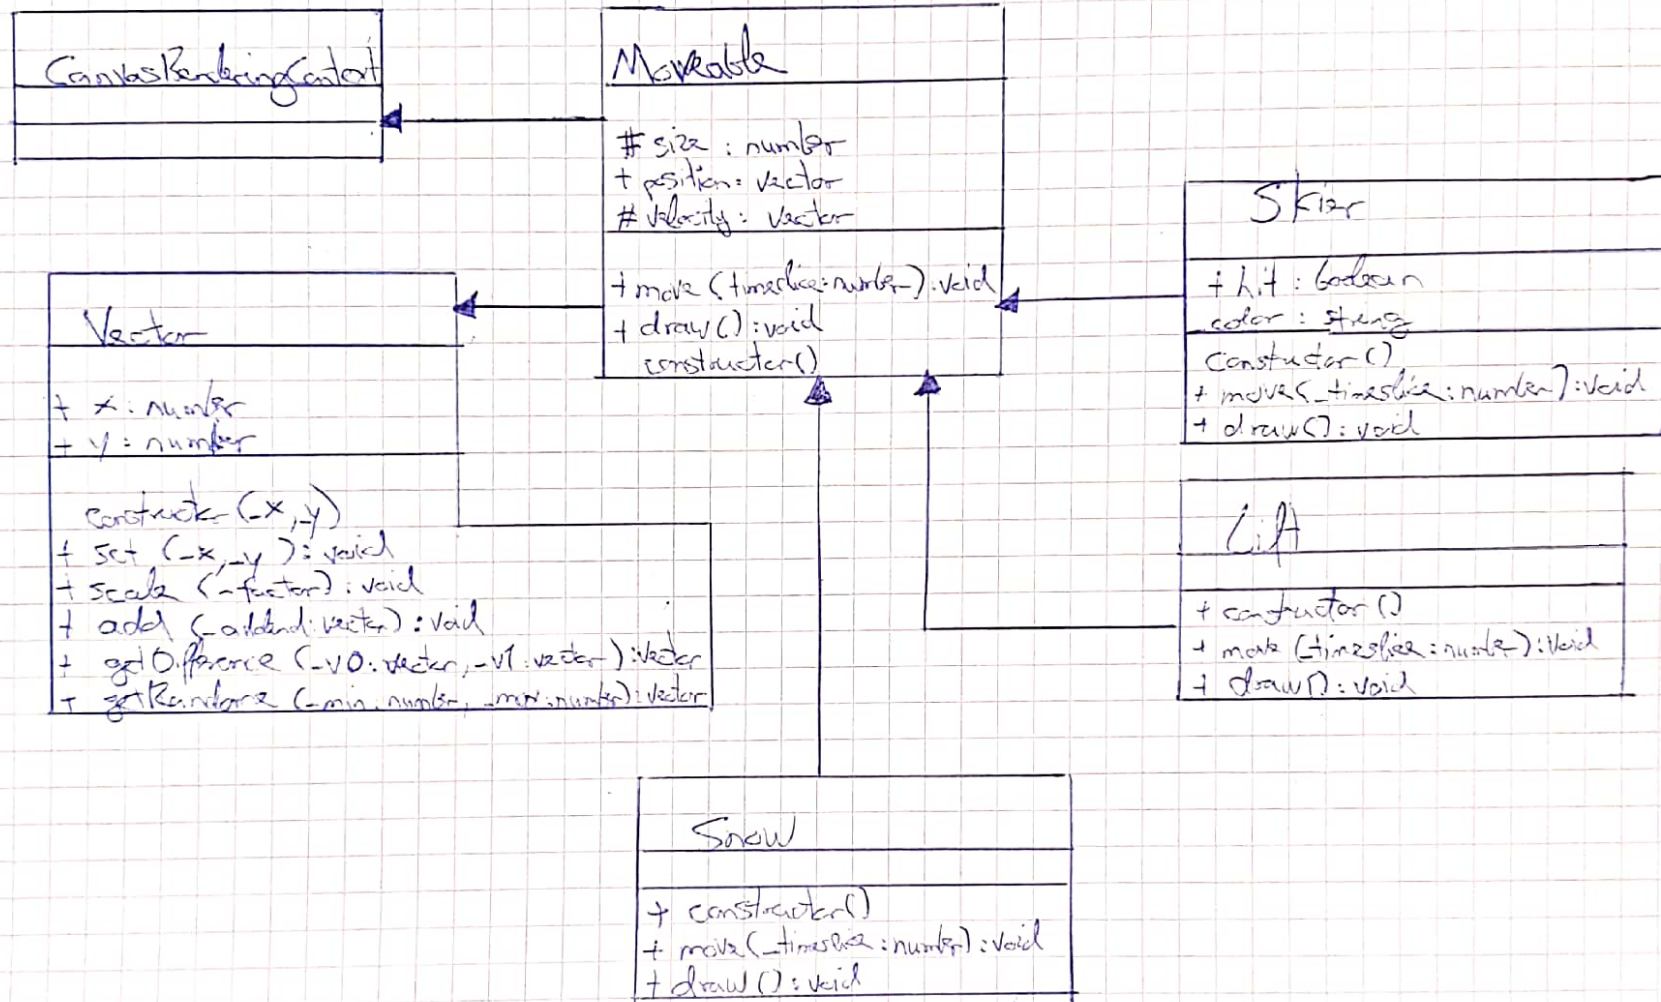 CanvasRenderingContext
Moveable
# size : number
+ position : vector
# velocity : vector
+ move (timeslice : number) : void
+ draw () : void
constructor()
Skier
+ hit : boolean
color : streng
constuctor ()
+ move (_timeslice : number) : void
+ draw () : void
Vector
+ x : number
+ y : number
constructor (_x, _y)
+ set (_x, _y ) : void
+ scale (_factor) : void
+ add (_addend : vector) : void
+ getDifference (_v0 : vector, _v1 : vector) : vector
+ getRandom (_min : number, _max : number) : vector
Lift
+ contructor ()
+ move (_timeslice : number) : void
+ draw () : void
Snow
+ constructor()
+ move (_timeslice : number) : void
+ draw () : void